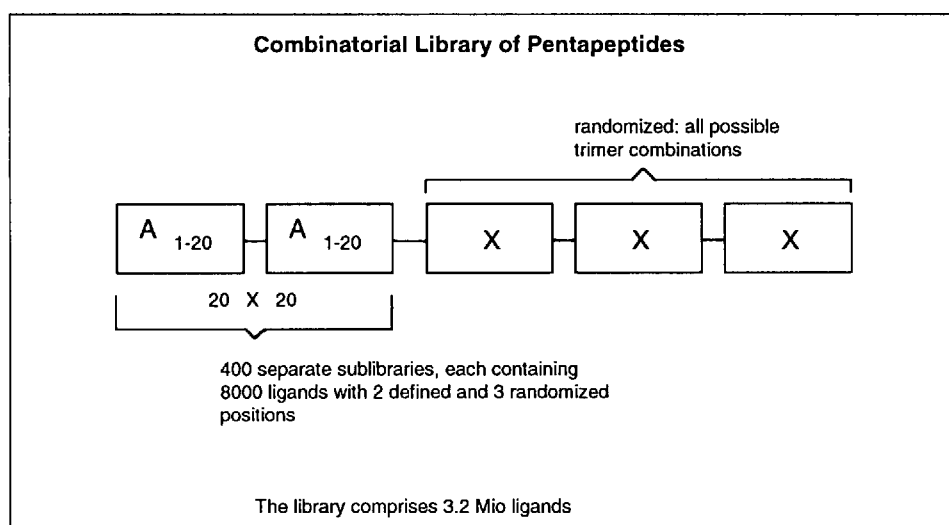 Combinatorial Library of Pentapeptides
randomized: all possible
trimer combinations
A 1-20
A 1-20
X
X
X
20 X 20
400 separate sublibraries, each containing
8000 ligands with 2 defined and 3 randomized
positions
The library comprises 3.2 Mio ligands